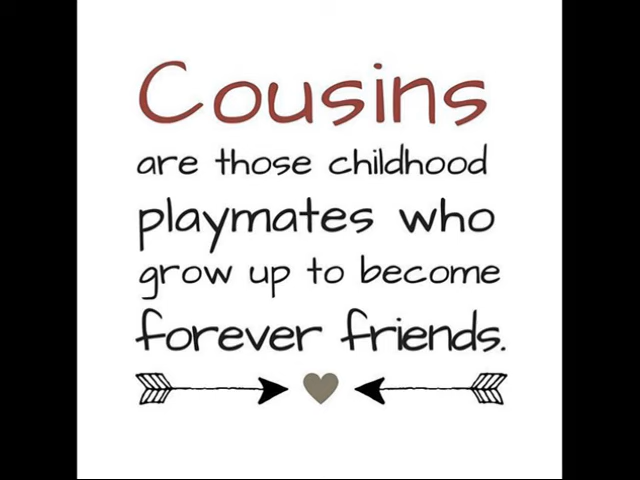 Cousins
are those childhood
playmates who
grow up to become
forever friends.